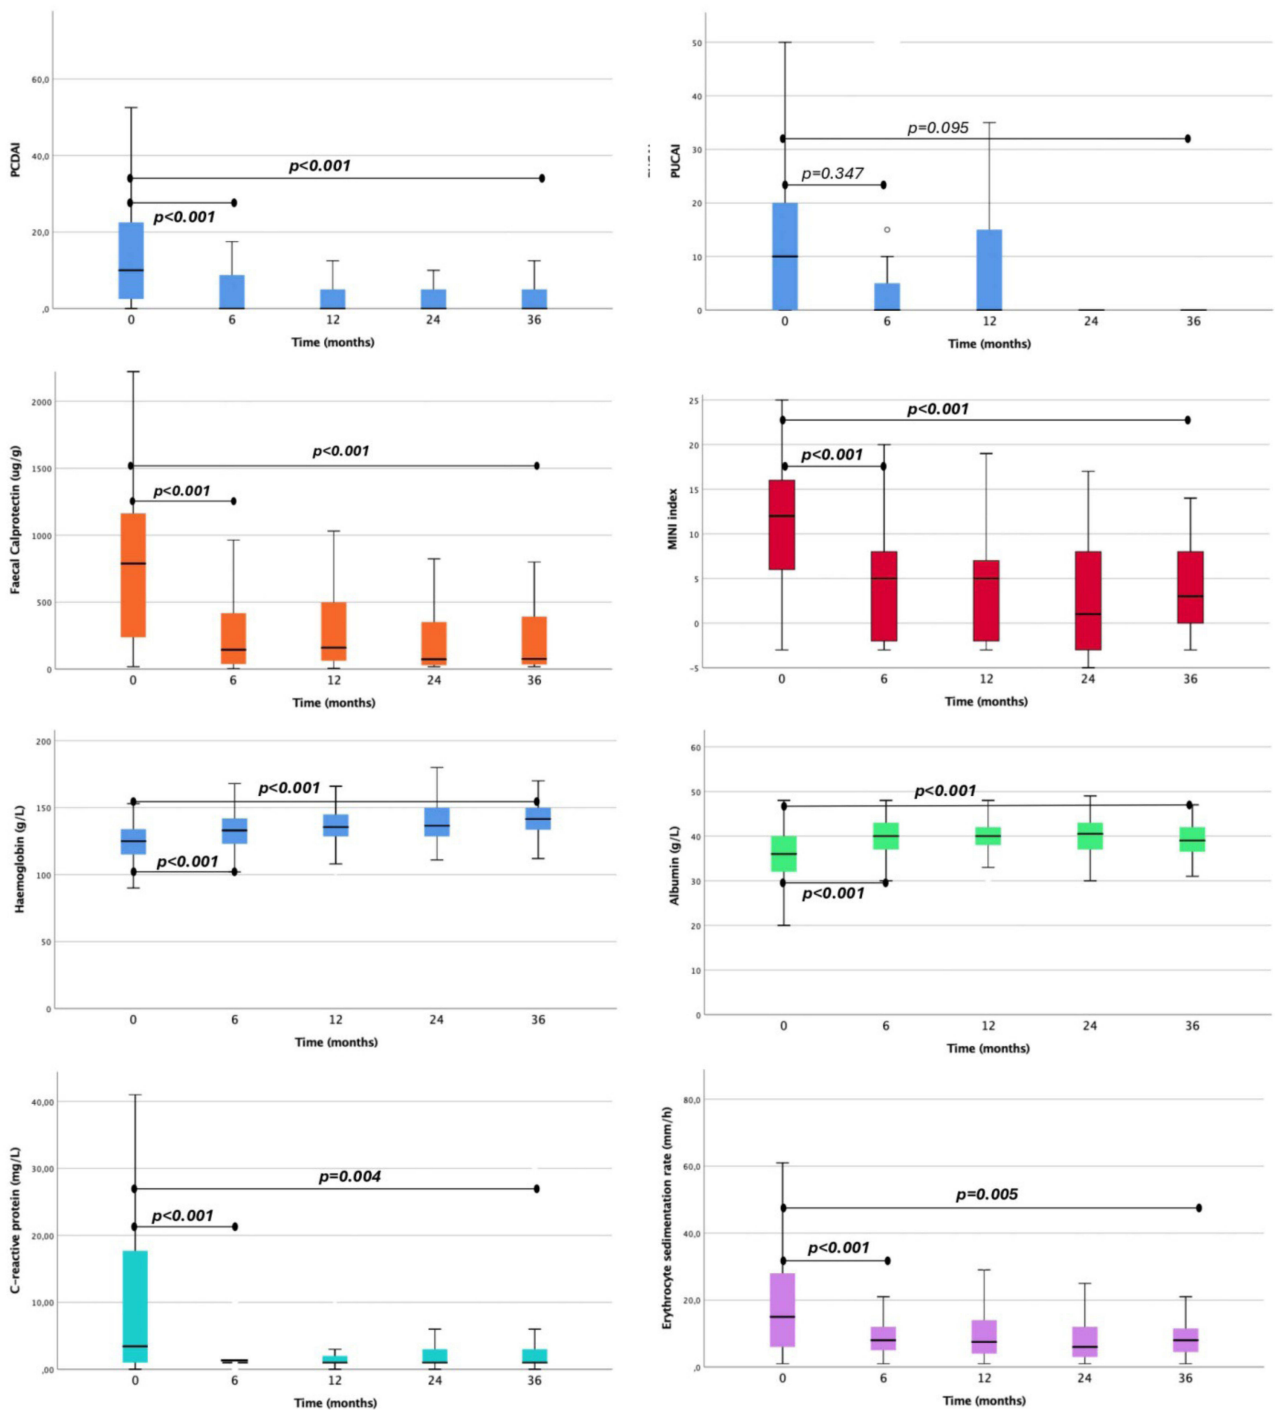 PCDAI
60,0
40,0
20,0
,0
p<0.001
p<0.001
0 6 12 24 36
Time (months)
PUCAI
50
40
30
20
10
0
p=0.095
p=0.347
0 6 12 24 36
Time (months)
Faecal Calprotectin (ug/g)
2000
1500
1000
500
0
p<0.001
p<0.001
0 6 12 24 36
Time (months)
MINI index
25
20
15
10
5
0
-5
p<0.001
p<0.001
0 6 12 24 36
Time (months)
Haemoglobin (g/L)
200
150
100
50
0
p<0.001
p<0.001
0 6 12 24 36
Time (months)
Albumin (g/L)
60
50
40
30
20
10
0
p<0.001
p<0.001
0 6 12 24 36
Time (months)
C-reactive protein (mg/L)
40,00
30,00
20,00
10,00
,00
p=0.004
p<0.001
0 6 12 24 36
Time (months)
Erythrocyte sedimentation rate (mm/h)
80,0
60,0
40,0
20,0
,0
p=0.005
p<0.001
0 6 12 24 36
Time (months)